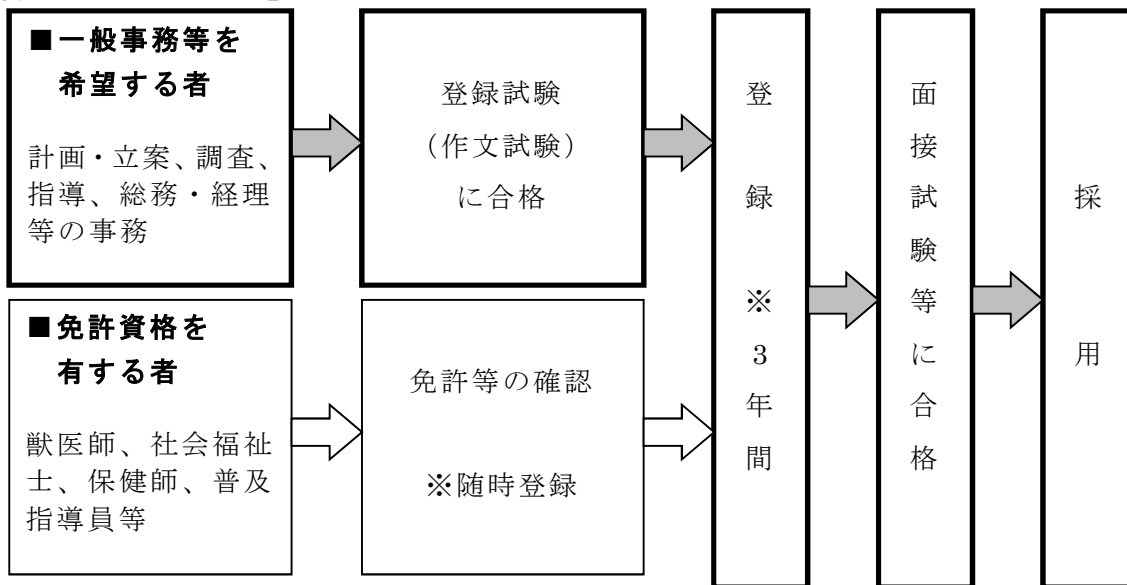 ■一般事務等を
希望する者
計画・立案、調査、
指導、総務・経理
等の事務
登録試験
(作文試験)
に合格
■免許資格を
有する者
獣医師、社会福祉
士、保健師、普及
指導員等
免許等の確認
※随時登録
登録 ※3年間
面接試験等に合格
採用